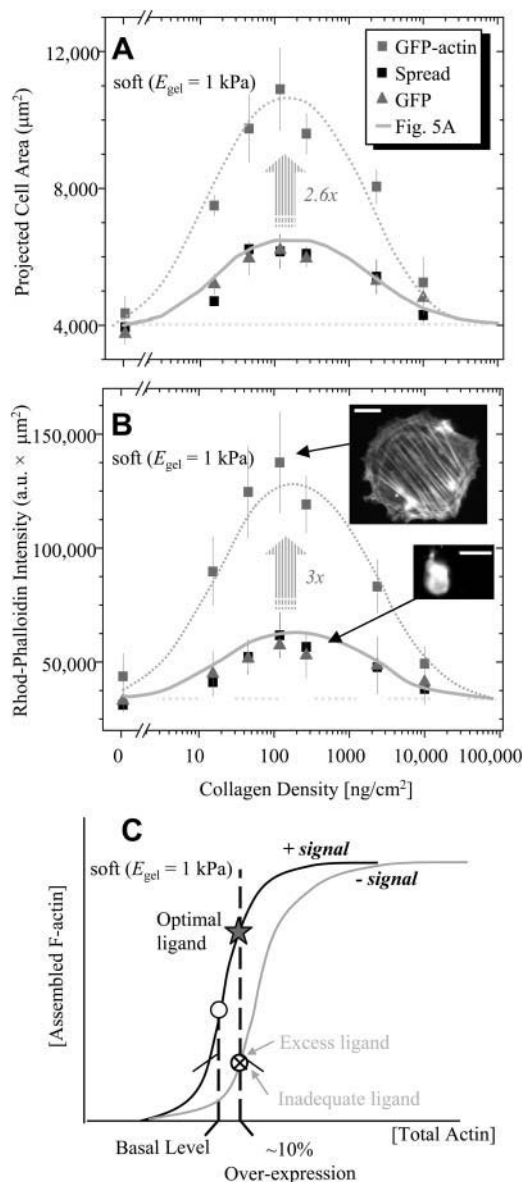 A
12,000
soft (E_gel = 1 kPa)
GFP-actin
Spread
GFP
Fig. 5A
Projected Cell Area (μm²)
8,000
2.6x
4,000
B
150,000
soft (E_gel = 1 kPa)
Rhod-Phalloidin Intensity (a.u. × μm²)
100,000
3x
50,000
0 10 100 1000 10,000 100,000
Collagen Density [ng/cm²]
C
soft (E_gel = 1 kPa)
+ signal
- signal
Optimal
ligand
[Assembled F-actin]
Excess ligand
Inadequate ligand
[Total Actin]
Basal Level
~10%
Over-expression